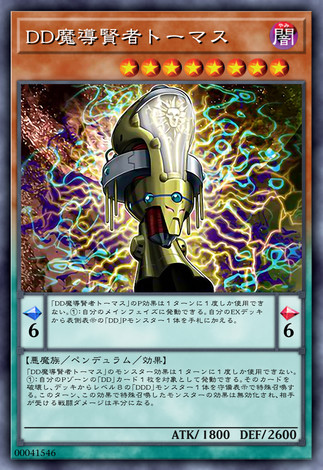 DD魔導賢者トーマス
闇
「DD魔導賢者トーマス」のP効果は1ターンに1度しか使用でき
ない。①:自分のメインフェイズに発動できる。自分のEXデッキ
から表側表示の「DD」Pモンスター1体を手札に加える。
6
6
【悪魔族/ペンデュラム/効果】
「DD魔導賢者トーマス」のモンスター効果は1ターンに1度しか使用できな
い。①:自分のPゾーンの「DD」カード1枚を対象として発動できる。そのカードを
破壊し、デッキからレベル8の「DDD」モンスター1体を守備表示で特殊召喚す
る。このターン、この効果で特殊召喚したモンスターの効果は無効化され、相手
が受ける戦闘ダメージは半分になる。
ATK/1800 DEF/2600
00041546